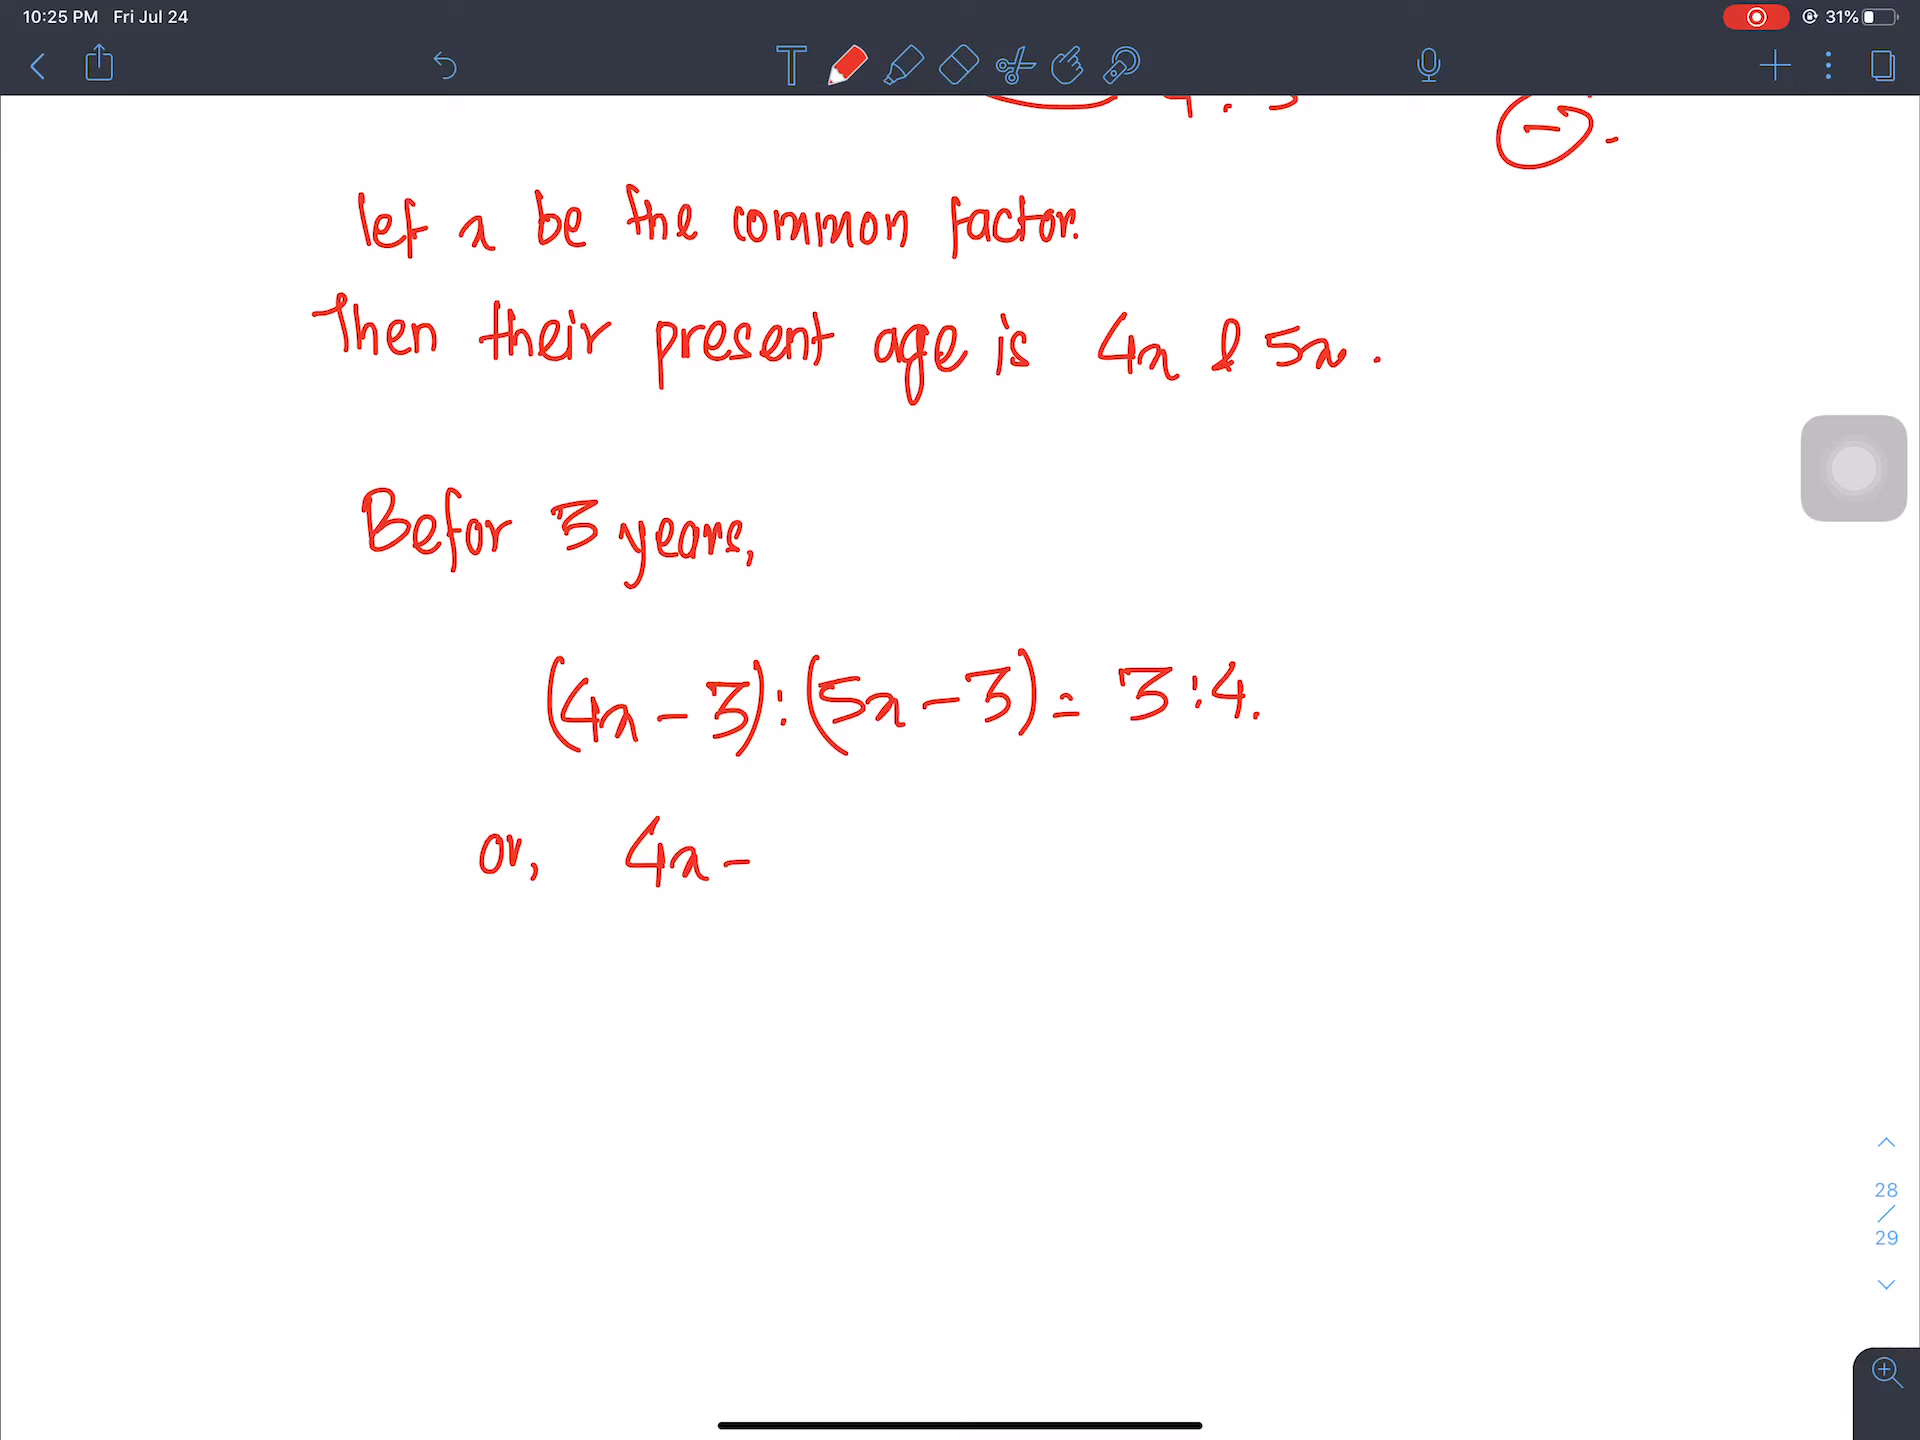 10:25 PM Fri Jul 24
31%
T
let x be the common factor.
Then their present age is 4x & 5x.
Befor 3 years,
(4x - 3) : (5x - 3) = 3 : 4.
or, 4x -
28
/
29